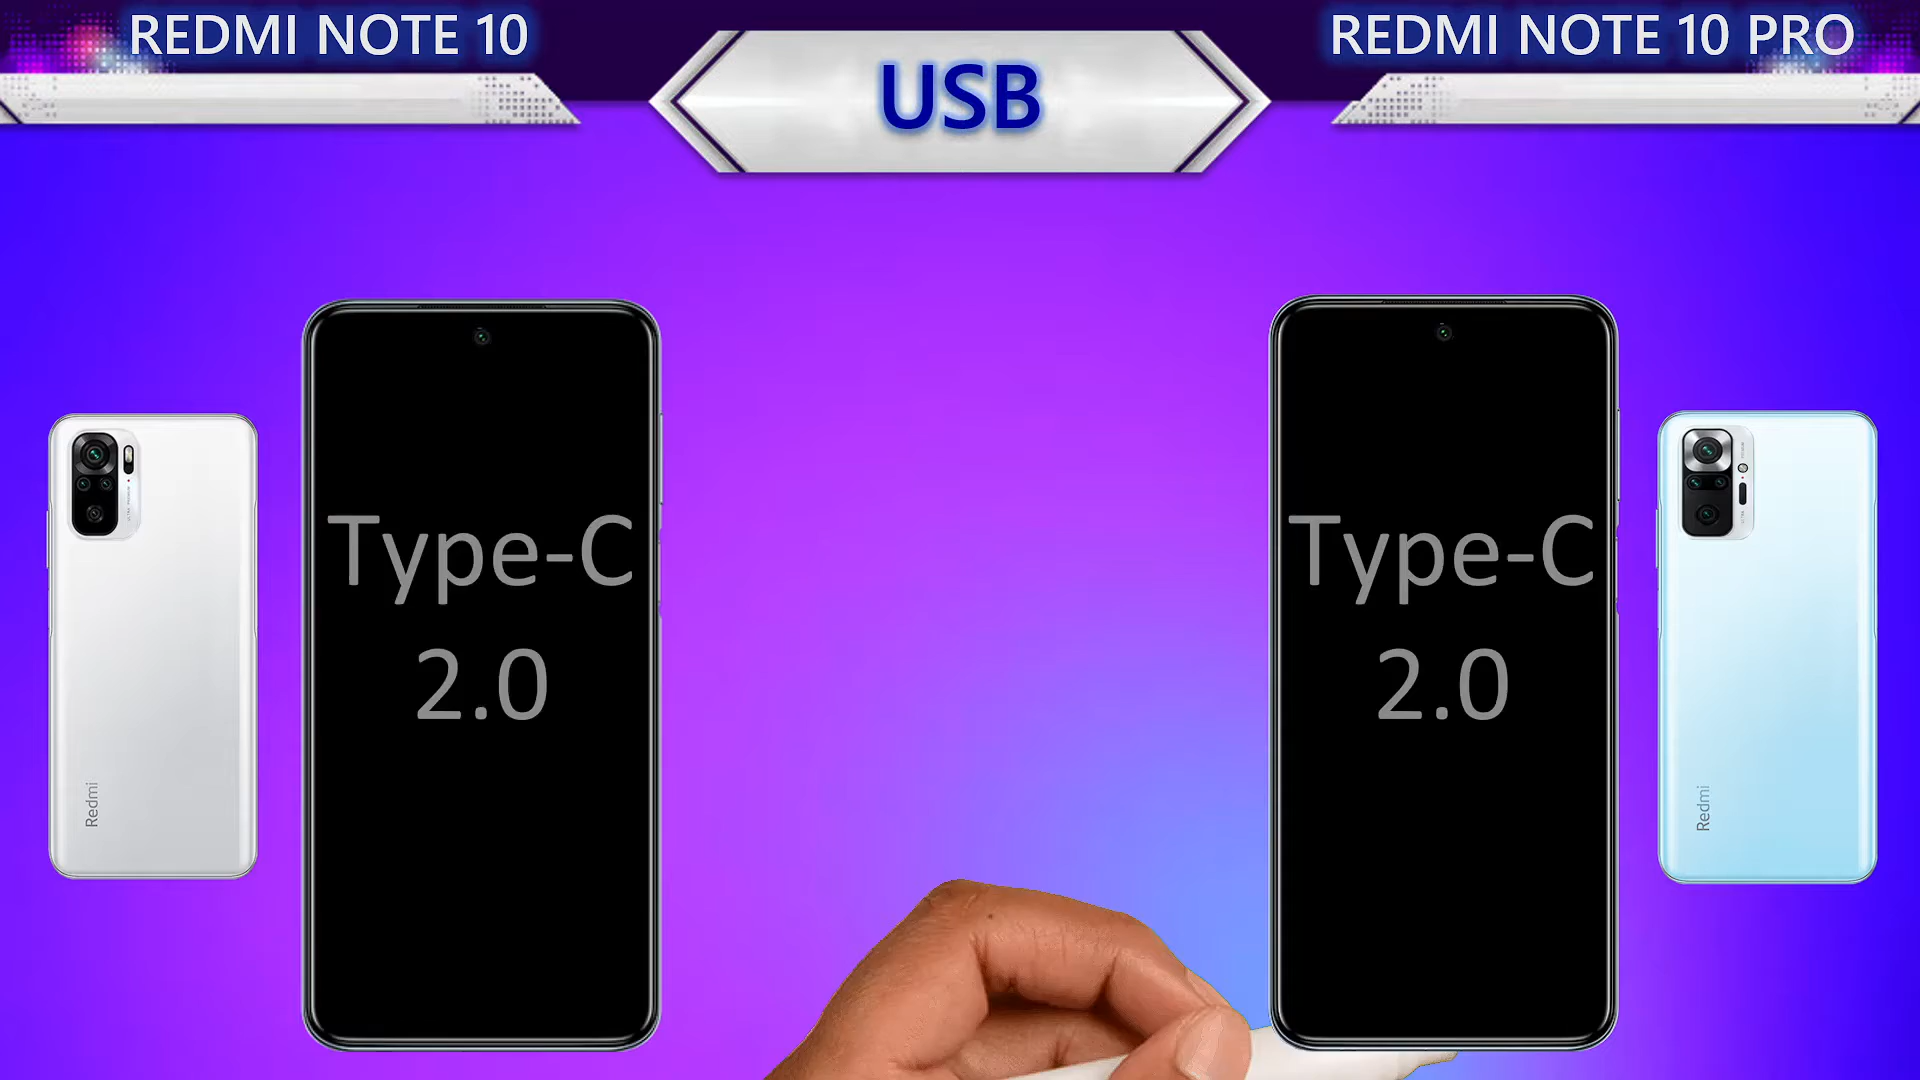 REDMI NOTE 10
USB
REDMI NOTE 10 PRO
Type-C
2.0
Type-C
2.0
Redmi
Redmi